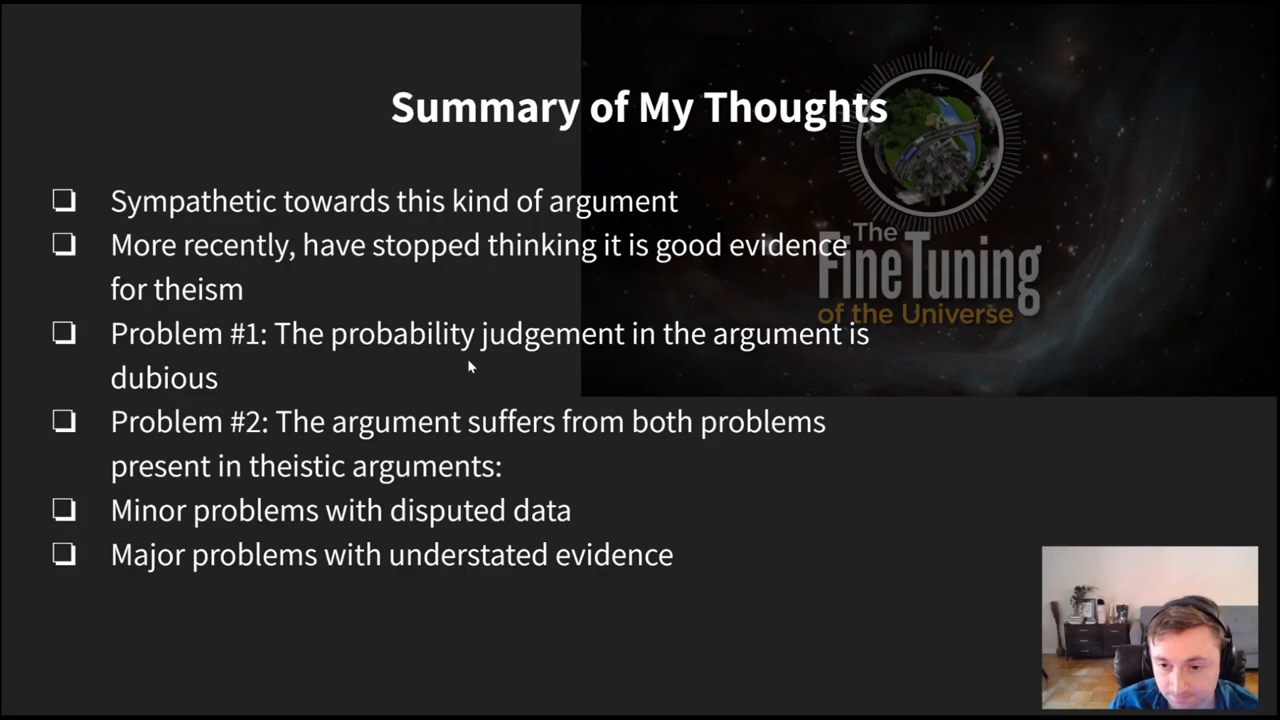 Summary of My Thoughts
❏ Sympathetic towards this kind of argument
❏ More recently, have stopped thinking it is good evidence
for theism
❏ Problem #1: The probability judgement in the argument is
dubious
❏ Problem #2: The argument suffers from both problems
present in theistic arguments:
❏ Minor problems with disputed data
❏ Major problems with understated evidence
The
Fine Tuning
of the Universe